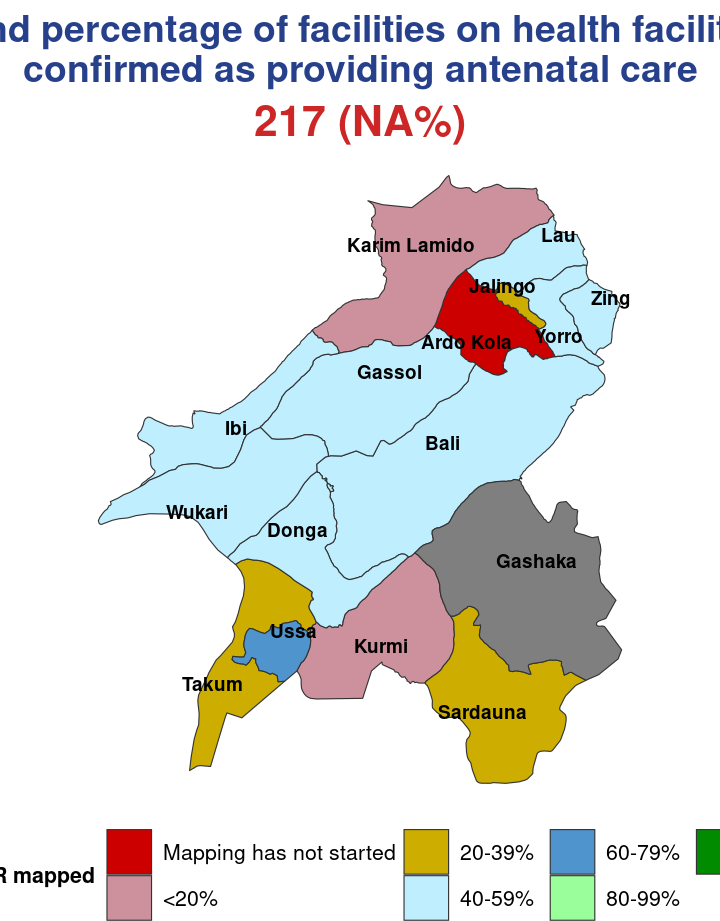 percentage of facilities on health
confirmed as providing antenatal care
217 (NA%)
Karim Lamido
Lau
Jalingo
Zing
Ardo Kola
Yorro
Gassol
Ibi
Bali
Wukari
Donga
Gashaka
Ussa
Kurmi
Takum
Sardauna
R mapped
Mapping has not started
20-39%
60-79%
<20%
40-59%
80-99%